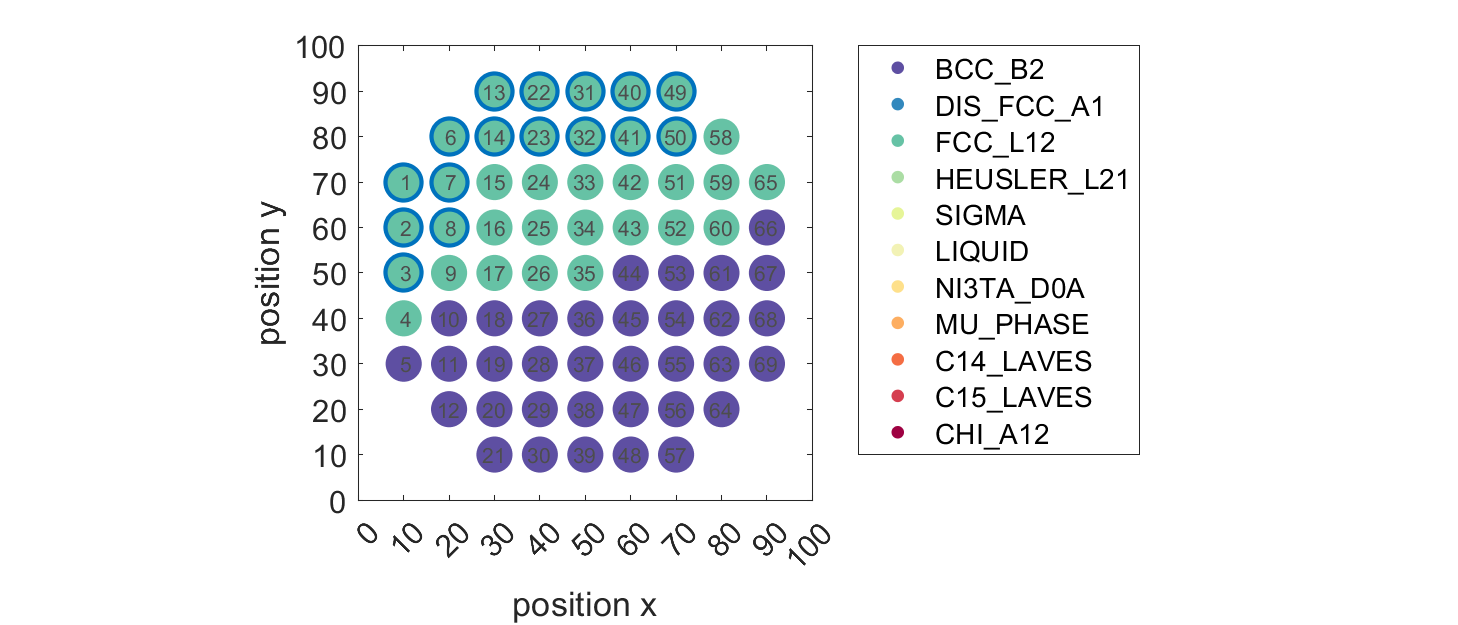 100
90
80
70
60
50
40
30
20
10
0
position y
13 22 31 40 49
6 14 23 32 41 50 58
1 7 15 24 33 42 51 59 65
2 8 16 25 34 43 52 60 66
3 9 17 26 35 44 53 61 67
4 10 18 27 36 45 54 62 68
5 11 19 28 37 46 55 63 69
12 20 29 38 47 56 64
21 30 39 48 57
0 10 20 30 40 50 60 70 80 90 100
position x
BCC_B2
DIS_FCC_A1
FCC_L12
HEUSLER_L21
SIGMA
LIQUID
NI3TA_D0A
MU_PHASE
C14_LAVES
C15_LAVES
CHI_A12